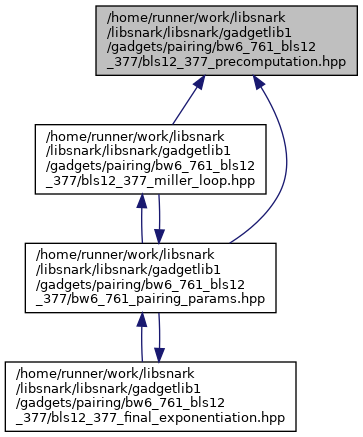 /home/runner/work/libsnark
/libsnark/libsnark/gadgetlib1
/gadgets/pairing/bw6_761_bls12
_377/bls12_377_precomputation.hpp
/home/runner/work/libsnark
/libsnark/libsnark/gadgetlib1
/gadgets/pairing/bw6_761_bls12
_377/bls12_377_miller_loop.hpp
/home/runner/work/libsnark
/libsnark/libsnark/gadgetlib1
/gadgets/pairing/bw6_761_bls12
_377/bw6_761_pairing_params.hpp
/home/runner/work/libsnark
/libsnark/libsnark/gadgetlib1
/gadgets/pairing/bw6_761_bls12
_377/bls12_377_final_exponentiation.hpp